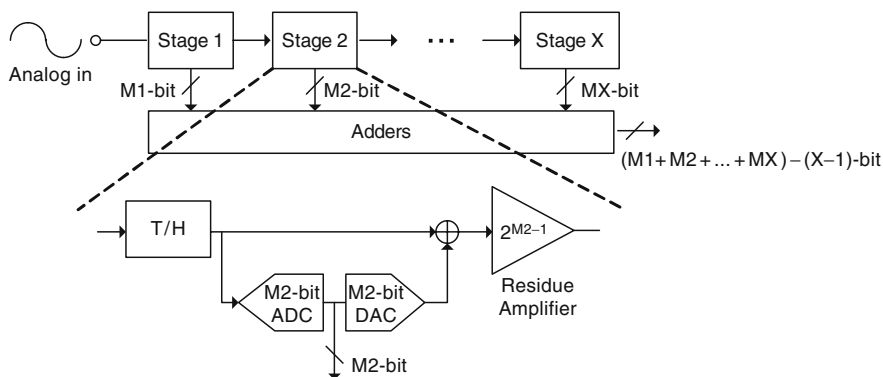 Stage 1
Stage 2
...
Stage X
Analog in
M1-bit
M2-bit
MX-bit
Adders
(M1+M2+...+MX)−(X−1)-bit
T/H
2^{M2−1}
M2-bit
ADC
M2-bit
DAC
Residue
Amplifier
M2-bit